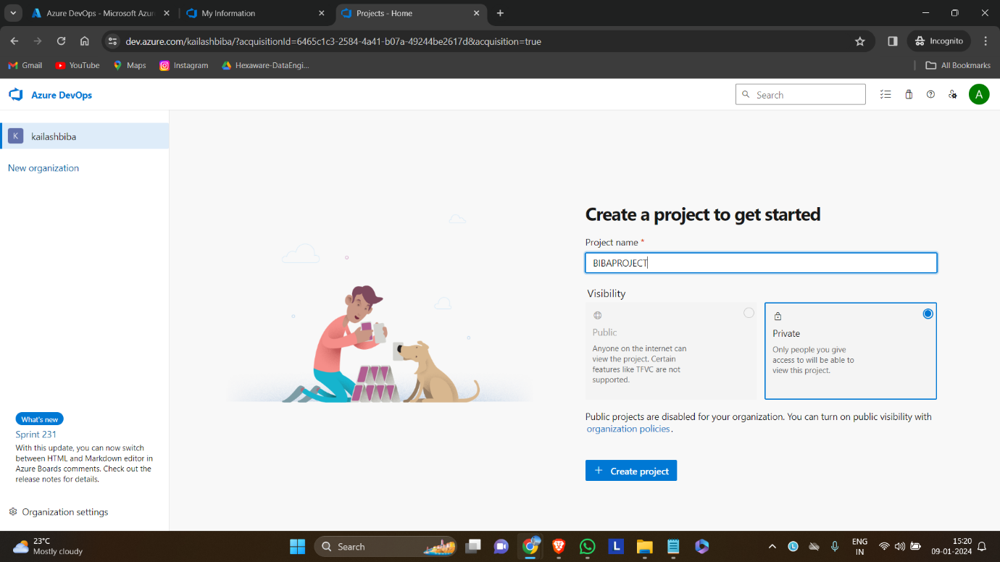 Azure DevOps - Microsoft Azur
My Information
Projects - Home
dev.azure.com/kailashbiba/?acquisitionId=6465c1c3-2584-4a41-b07a-49244be2617d&acquisition=true
Incognito
Gmail
YouTube
Maps
Instagram
Hexaware-DataEngi...
All Bookmarks
Azure DevOps
Search
A
K
kailashbiba
New organization
Create a project to get started
Project name *
BIBAPROJECT
Visibility
Public
Anyone on the internet can
view the project. Certain
features like TFVC are not
supported.
Private
Only people you give
access to will be able to
view this project.
Public projects are disabled for your organization. You can turn on public visibility with
organization policies.
+ Create project
What's new
Sprint 231
With this update, you can now switch
between HTML and Markdown editor in
Azure Boards comments. Check out the
release notes for details.
Organization settings
23°C
Mostly cloudy
Search
L
L
ENG
IN
15:20
09-01-2024